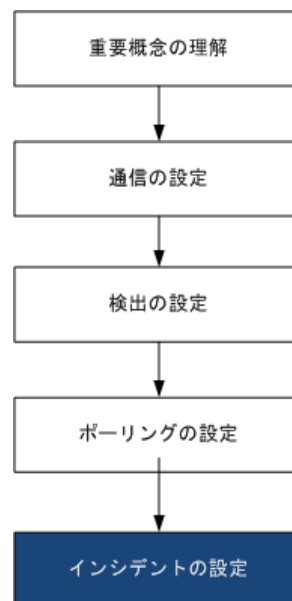 重要概念の理解
通信の設定
検出の設定
ポーリングの設定
インシデントの設定